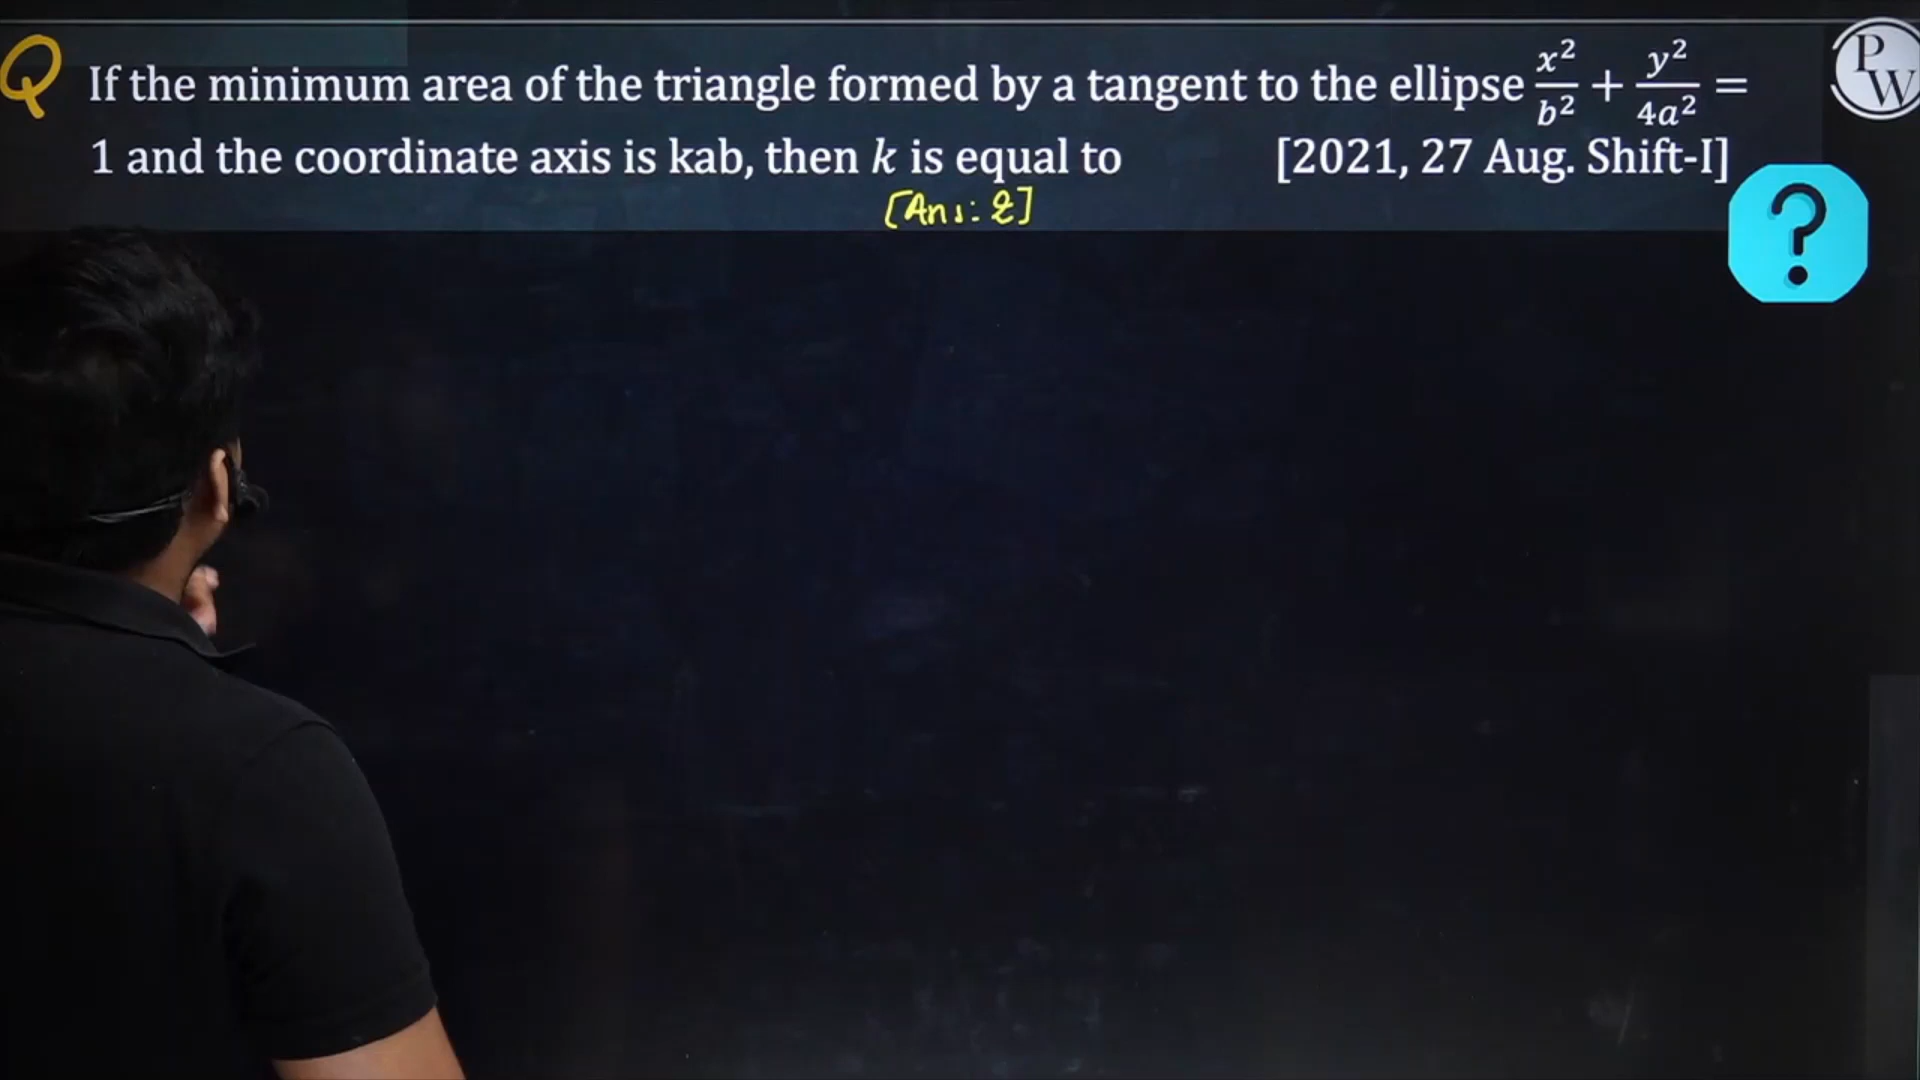 Q If the minimum area of the triangle formed by a tangent to the ellipse x²/b² + y²/4a² =
1 and the coordinate axis is kab, then k is equal to [2021, 27 Aug. Shift-I]
[Ans: 2]
PW
?